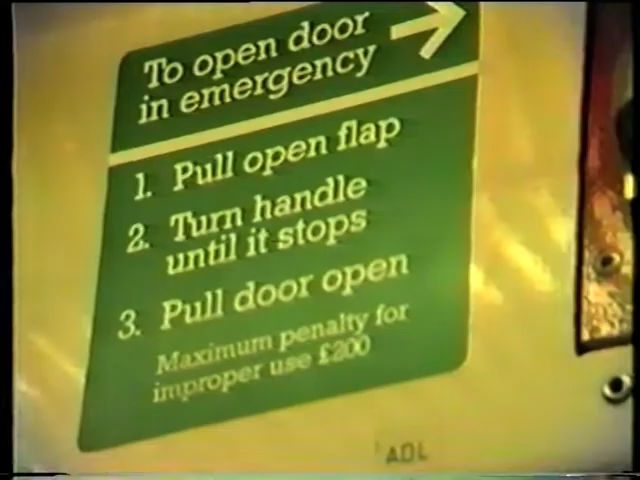 To open door
in emergency
1. Pull open flap
2. Turn handle
until it stops
3. Pull door open
Maximum penalty for
improper use £200
ADL